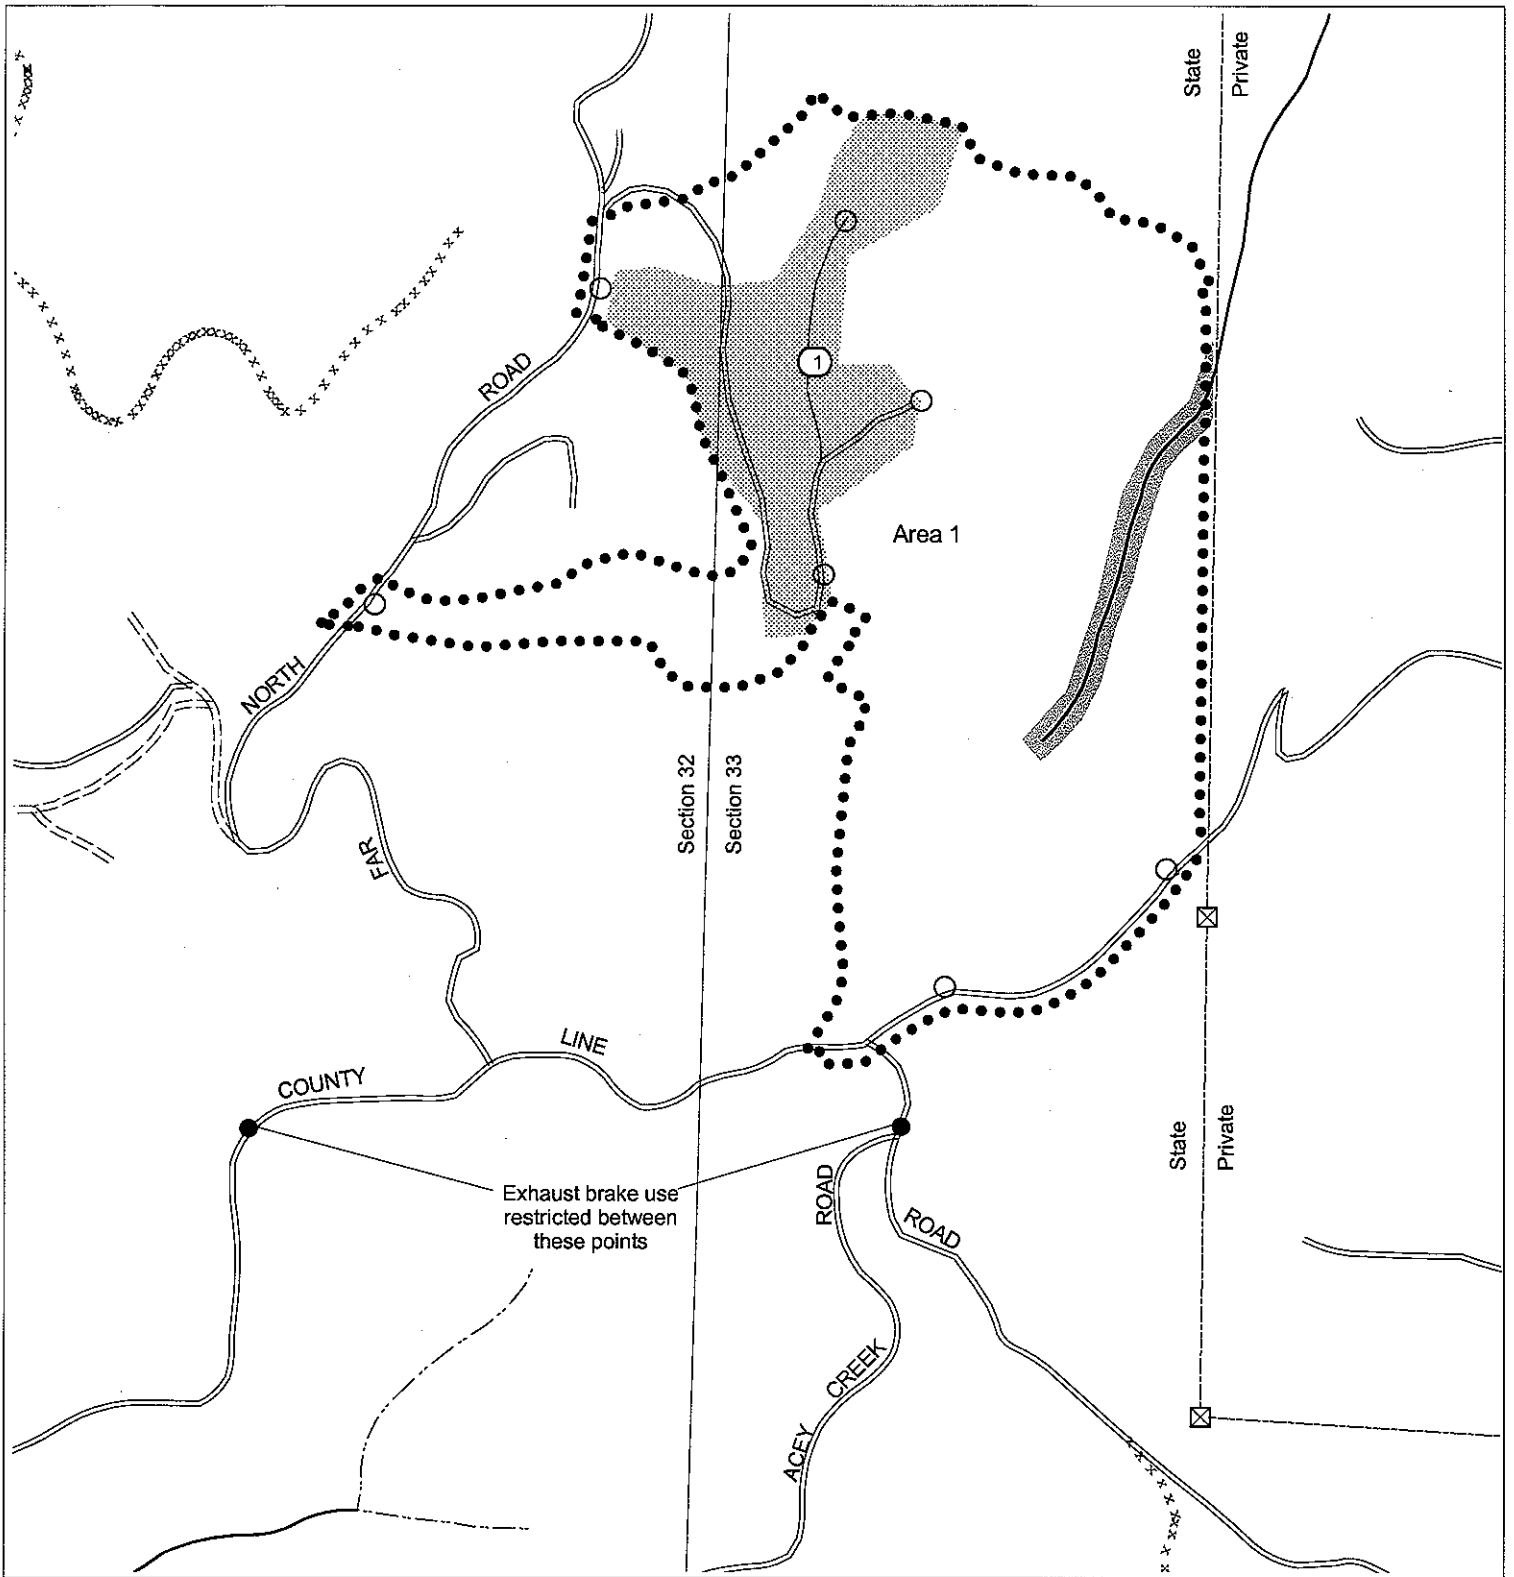 State
Private
ROAD
1
Area 1
NORTH
Section 32
Section 33
FAR
LINE
COUNTY
State
Private
Exhaust brake use
restricted between
these points
ROAD
ROAD
CREEK
ACEY